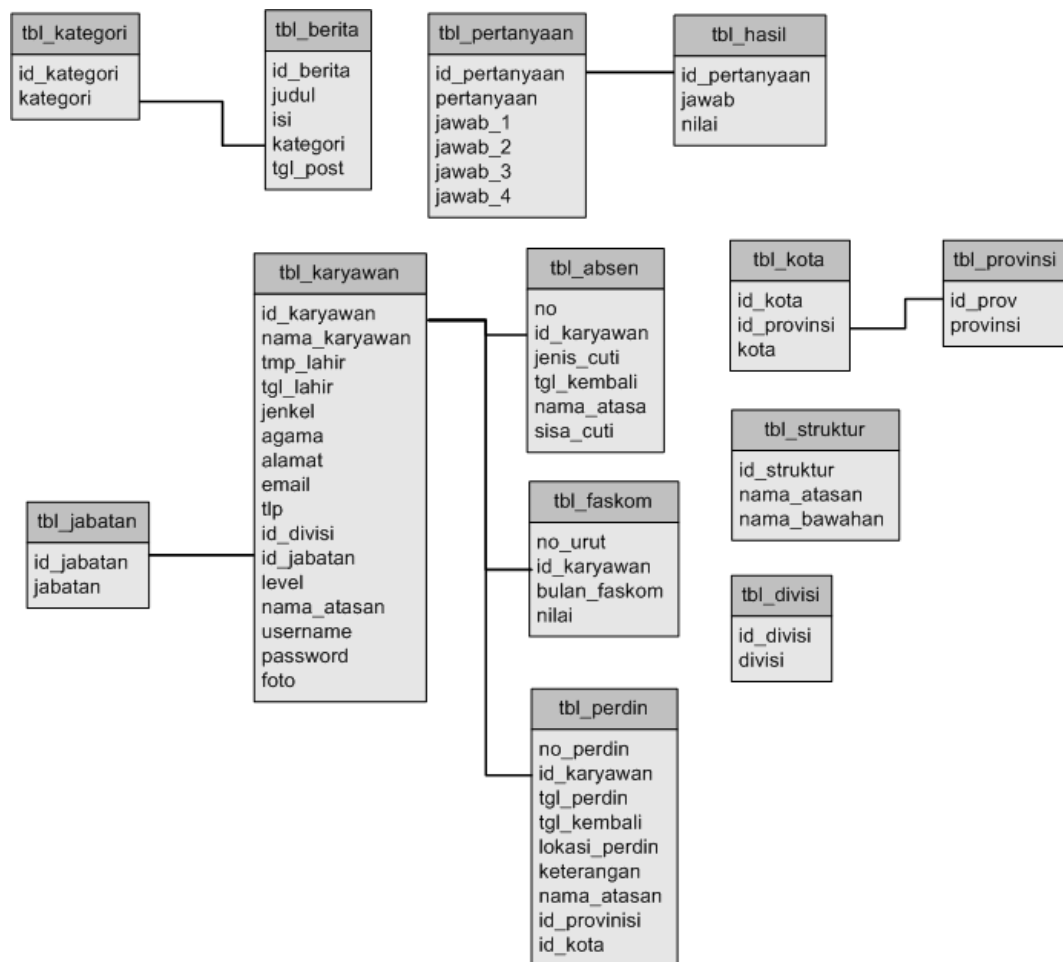 tbl_kategori
id_kategori
kategori
tbl_berita
id_berita
judul
isi
kategori
tgl_post
tbl_pertanyaan
id_pertanyaan
pertanyaan
jawab_1
jawab_2
jawab_3
jawab_4
tbl_hasil
id_pertanyaan
jawab
nilai
tbl_karyawan
id_karyawan
nama_karyawan
tmp_lahir
tgl_lahir
jenkel
agama
alamat
email
tlp
id_divisi
id_jabatan
level
nama_atasan
username
password
foto
tbl_absen
no
id_karyawan
jenis_cuti
tgl_kembali
nama_atasa
sisa_cuti
tbl_kota
id_kota
id_provinsi
kota
tbl_provinsi
id_prov
provinsi
tbl_struktur
id_struktur
nama_atasan
nama_bawahan
tbl_jabatan
id_jabatan
jabatan
tbl_faskom
no_urut
id_karyawan
bulan_faskom
nilai
tbl_divisi
id_divisi
divisi
tbl_perdin
no_perdin
id_karyawan
tgl_perdin
tgl_kembali
lokasi_perdin
keterangan
nama_atasan
id_provinisi
id_kota